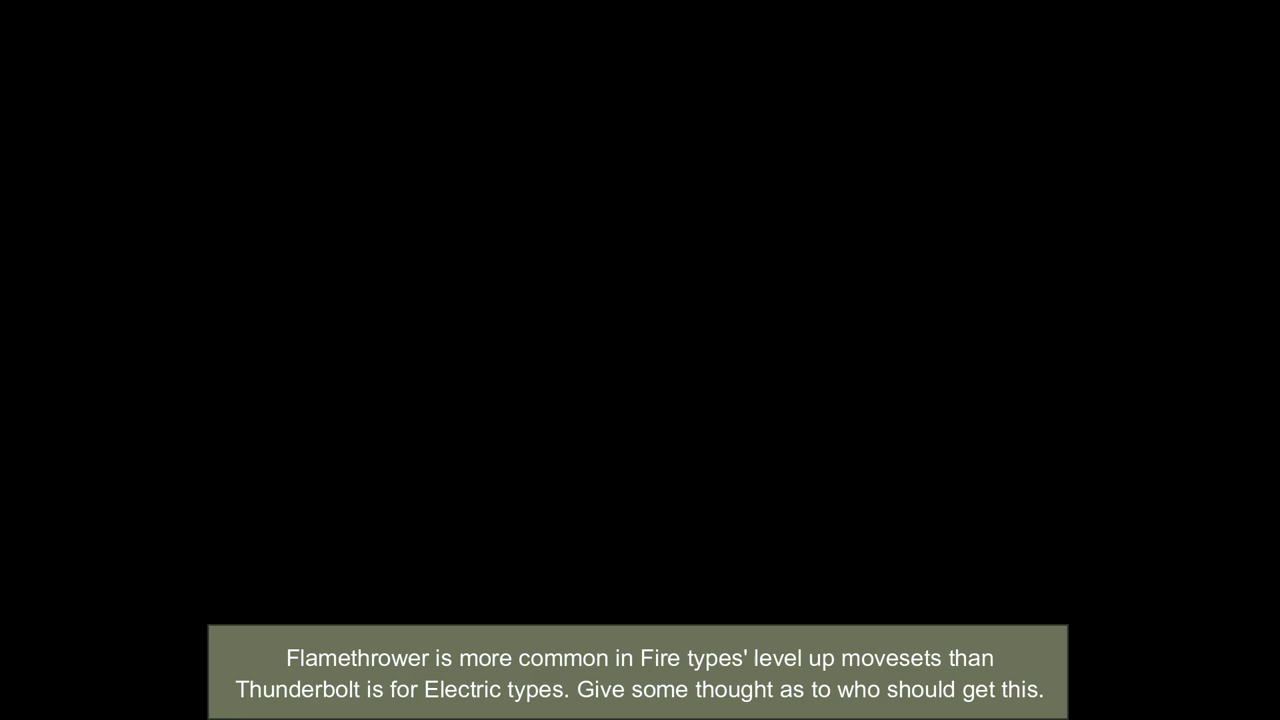 Flamethrower is more common in Fire types' level up movesets than
Thunderbolt is for Electric types. Give some thought as to who should get this.